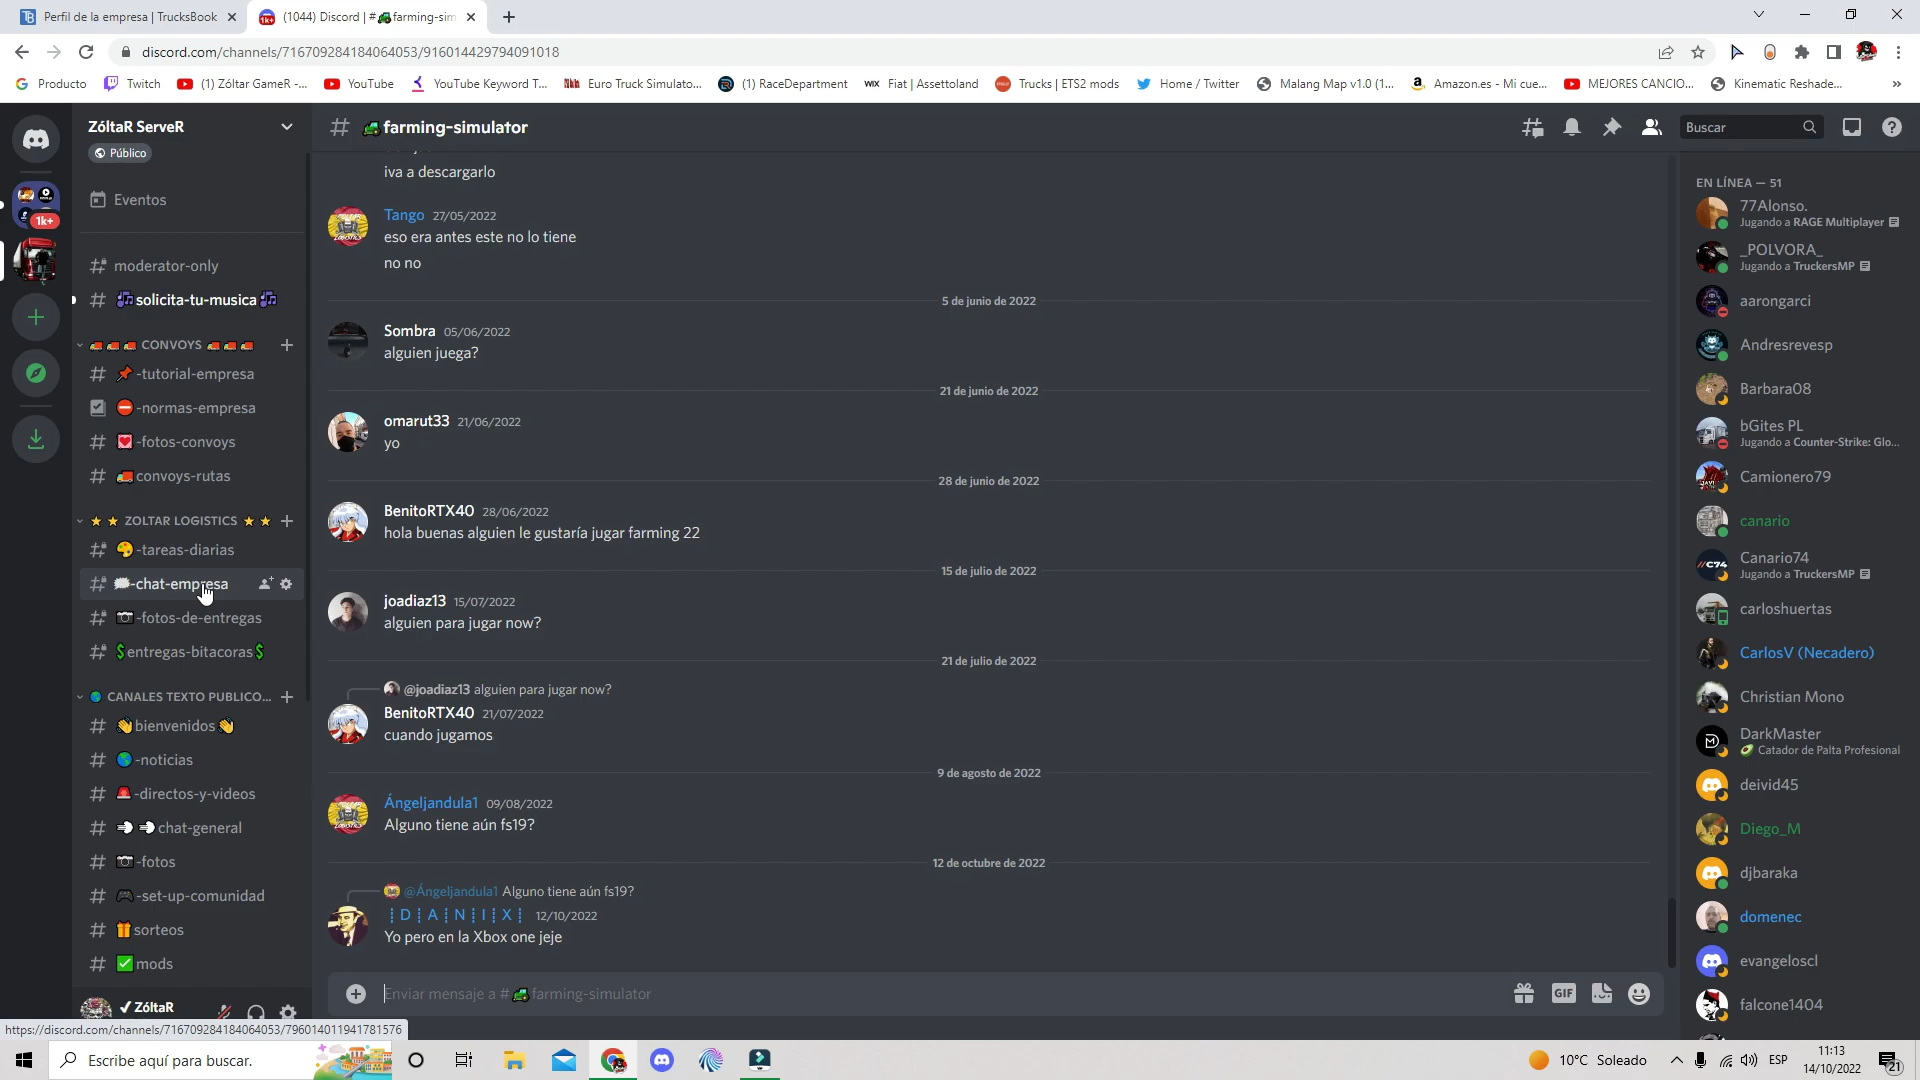 Perfil de la empresa | TrucksBook
(1044) Discord | #🚜farming-sim
discord.com/channels/716709284184064053/916014429794091018
Producto
Twitch
(1) Zóltar GameR -...
YouTube
YouTube Keyword T...
Euro Truck Simulato...
(1) RaceDepartment
Fiat | Assettoland
Trucks | ETS2 mods
Home / Twitter
Malang Map v1.0 (1...
Amazon.es - Mi cue...
MEJORES CANCIO...
Kinematic Reshade...
1k+
ZóltaR ServeR
Público
Eventos
moderator-only
🎶solicita-tu-musica🎶
🚚🚚🚚 CONVOYS 🚚🚚🚚
📌-tutorial-empresa
⛔-normas-empresa
💟-fotos-convoys
🚚convoys-rutas
⭐⭐ ZOLTAR LOGISTICS ⭐⭐
🎨-tareas-diarias
💭-chat-empresa
📷-fotos-de-entregas
💲entregas-bitacoras💲
🌎 CANALES TEXTO PUBLICO...
👋bienvenidos👋
🌎-noticias
🚨-directos-y-videos
chat-general
📷-fotos
🎮-set-up-comunidad
🎁sorteos
✅mods
✔ZóltaR
https://discord.com/channels/716709284184064053/796014011941781576
# 🚜farming-simulator
Buscar
iva a descargarlo
Tango 27/05/2022
eso era antes este no lo tiene
no no
5 de junio de 2022
Sombra 05/06/2022
alguien juega?
21 de junio de 2022
omarut33 21/06/2022
yo
28 de junio de 2022
BenitoRTX40 28/06/2022
hola buenas alguien le gustaría jugar farming 22
15 de julio de 2022
joadiaz13 15/07/2022
alguien para jugar now?
21 de julio de 2022
@joadiaz13 alguien para jugar now?
BenitoRTX40 21/07/2022
cuando jugamos
9 de agosto de 2022
Ángeljandula1 09/08/2022
Alguno tiene aún fs19?
12 de octubre de 2022
@Ángeljandula1 Alguno tiene aún fs19?
┊D┊A┊N┊I┊X┊ 12/10/2022
Yo pero en la Xbox one jeje
Enviar mensaje a #🚜farming-simulator
GIF
EN LÍNEA — 51
77Alonso.
Jugando a RAGE Multiplayer
_POLVORA_
Jugando a TruckersMP
aarongarci
Andresrevesp
Barbara08
bGites PL
Jugando a Counter-Strike: Glo...
Camionero79
canario
Canario74
Jugando a TruckersMP
carloshuertas
CarlosV (Necadero)
Christian Mono
DarkMaster
🥑 Catador de Palta Profesional
deivid45
Diego_M
djbaraka
domenec
evangeloscl
falcone1404
Escribe aquí para buscar.
10°C Soleado
ESP
11:13
14/10/2022
21